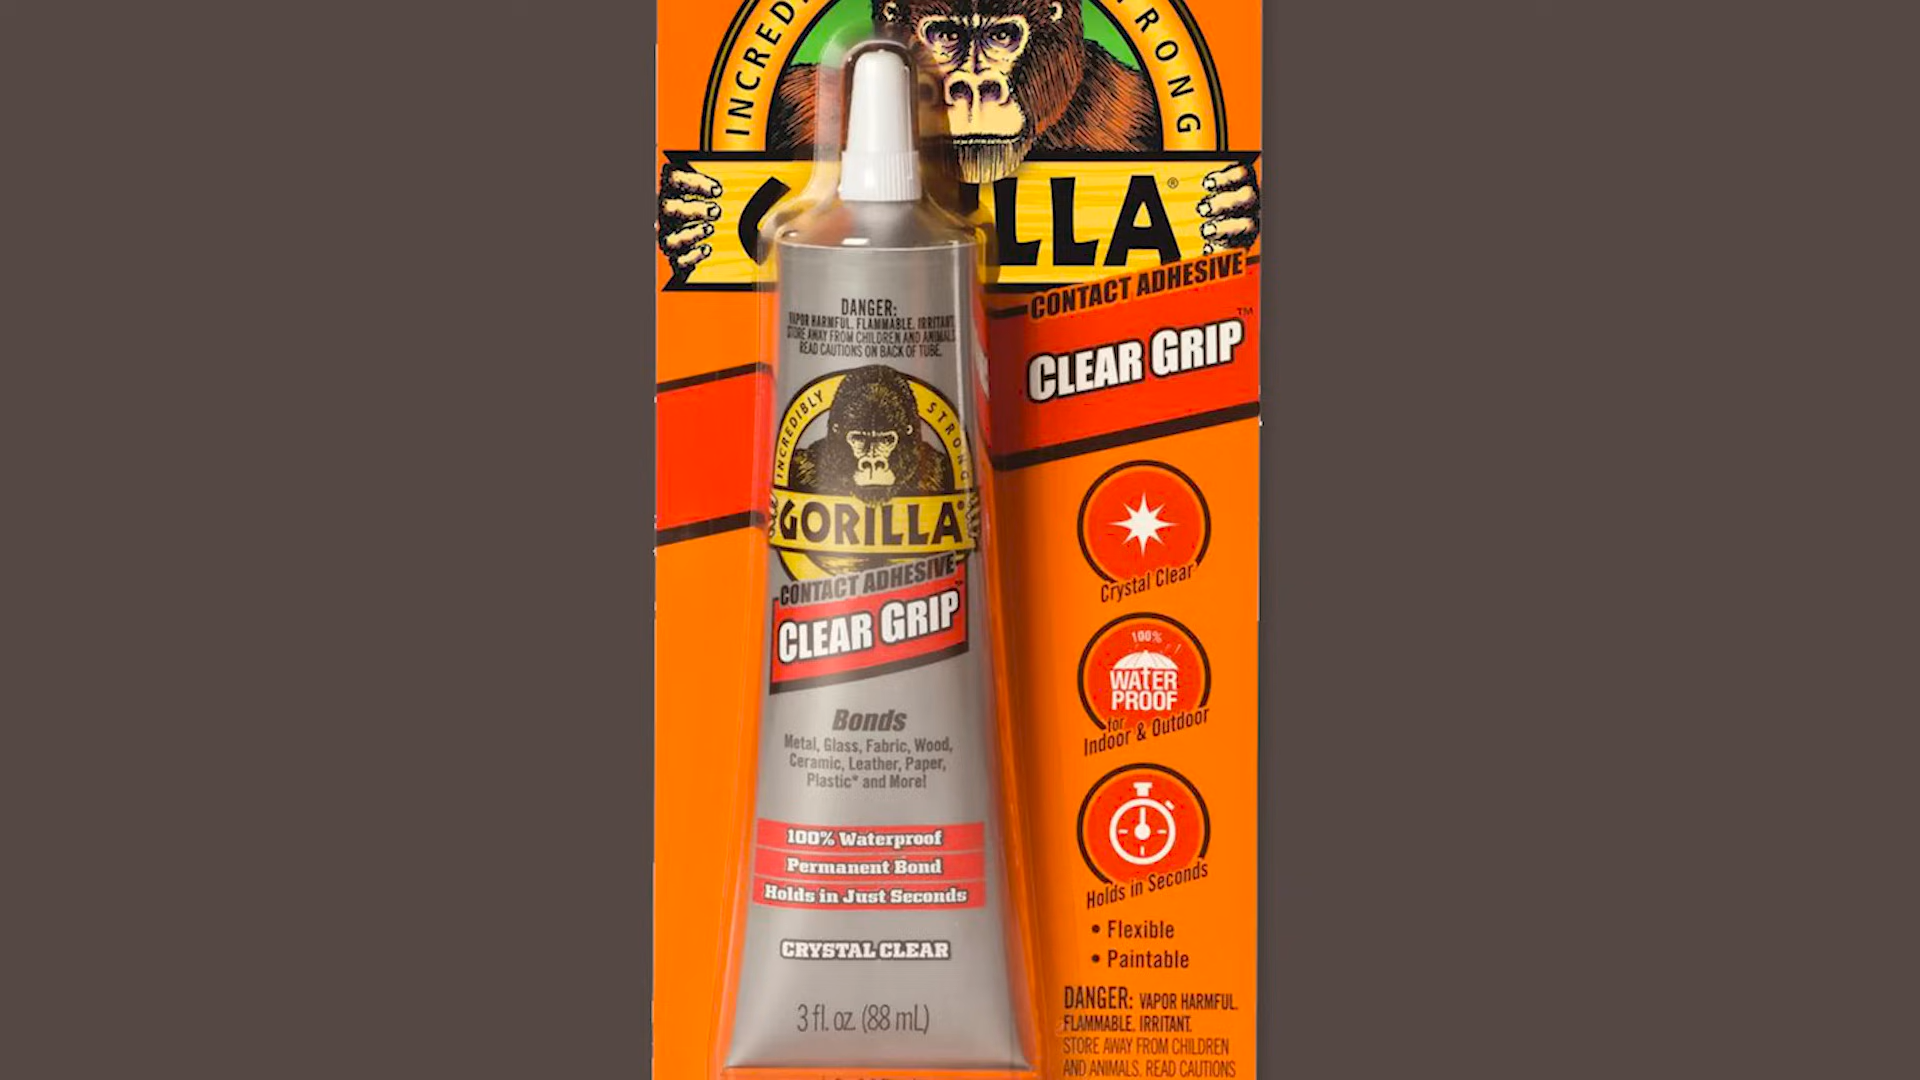 INCREDIBLY STRONG
GORILLA®
CONTACT ADHESIVE
CLEAR GRIP™
DANGER:
VAPOR HARMFUL. FLAMMABLE. IRRITANT.
STORE AWAY FROM CHILDREN AND ANIMALS.
READ CAUTIONS ON BACK OF TUBE.
INCREDIBLY STRONG
GORILLA®
CONTACT ADHESIVE
CLEAR GRIP
Bonds
Metal, Glass, Fabric, Wood,
Ceramic, Leather, Paper,
Plastic* and More!
100% Waterproof
Permanent Bond
Holds in Just Seconds
CRYSTAL CLEAR
3 fl. oz. (88 mL)
Crystal Clear
100%
WATER
PROOF
for
Indoor & Outdoor
Holds in Seconds
• Flexible
• Paintable
DANGER: VAPOR HARMFUL.
FLAMMABLE. IRRITANT.
STORE AWAY FROM CHILDREN
AND ANIMALS. READ CAUTIONS